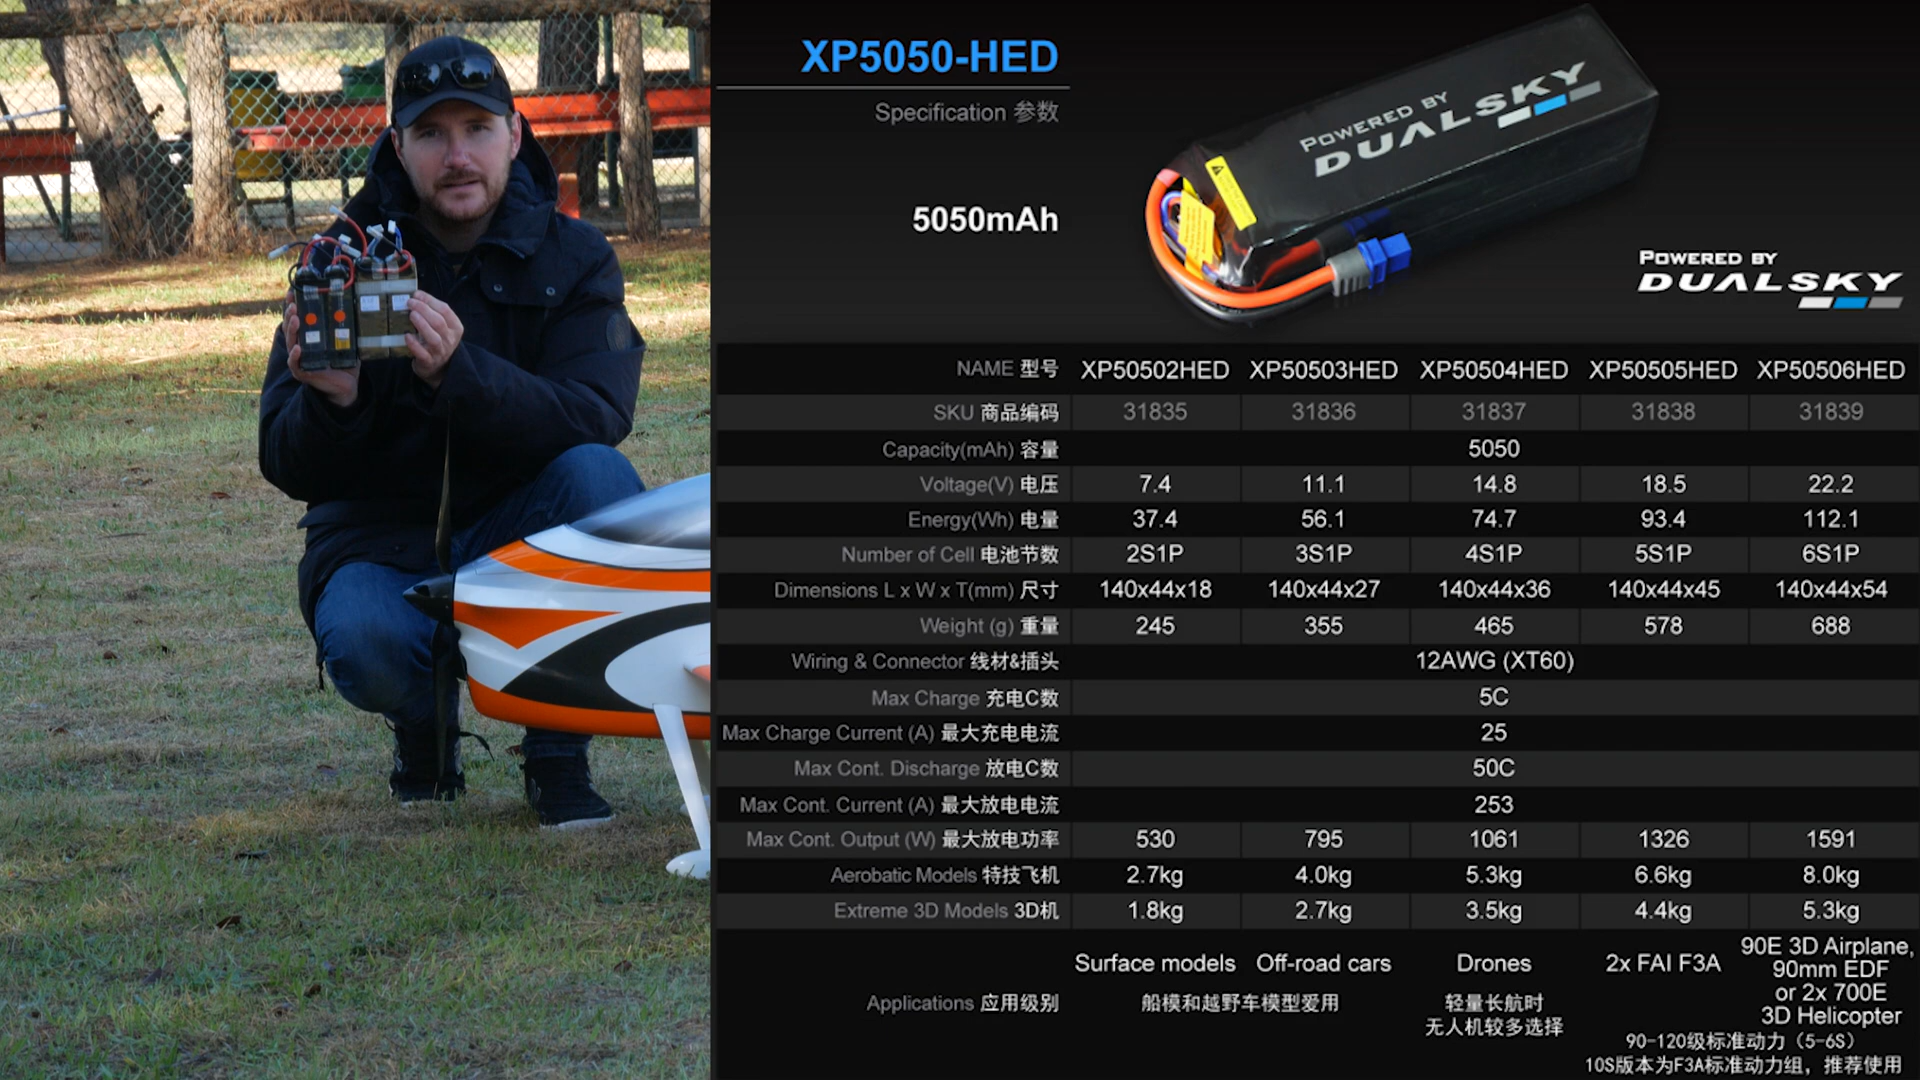 XP5050-HED
Specification 参数
5050mAh
POWERED BY
DUALSKY
POWERED BY
DUALSKY
NAME 型号 XP50502HED XP50503HED XP50504HED XP50505HED XP50506HED
SKU 商品编码 31835 31836 31837 31838 31839
Capacity(mAh) 容量 5050
Voltage(V) 电压 7.4 11.1 14.8 18.5 22.2
Energy(Wh) 电量 37.4 56.1 74.7 93.4 112.1
Number of Cell 电池节数 2S1P 3S1P 4S1P 5S1P 6S1P
Dimensions L x W x T(mm) 尺寸 140x44x18 140x44x27 140x44x36 140x44x45 140x44x54
Weight (g) 重量 245 355 465 578 688
Wiring & Connector 线材&插头 12AWG (XT60)
Max Charge 充电C数 5C
Max Charge Current (A) 最大充电电流 25
Max Cont. Discharge 放电C数 50C
Max Cont. Current (A) 最大放电电流 253
Max Cont. Output (W) 最大放电功率 530 795 1061 1326 1591
Aerobatic Models 特技飞机 2.7kg 4.0kg 5.3kg 6.6kg 8.0kg
Extreme 3D Models 3D机 1.8kg 2.7kg 3.5kg 4.4kg 5.3kg
Applications 应用级别
Surface models Off-road cars
船模和越野车模型爱用
Drones
轻量长航时
无人机较多选择
2x FAI F3A
90E 3D Airplane,
90mm EDF
or 2x 700E
3D Helicopter
90-120级标准动力（5-6S）
10S版本为F3A标准动力组，推荐使用